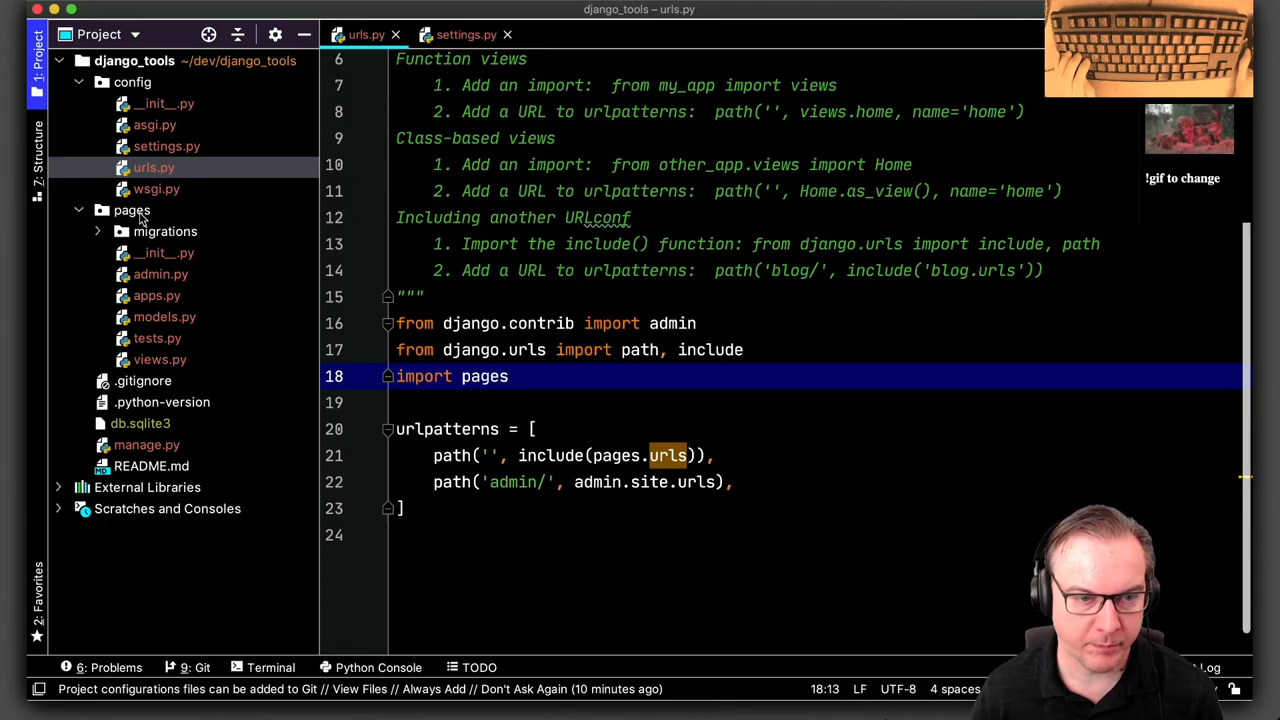 django_tools – urls.py
Project
urls.py
settings.py
1: Project
7: Structure
2: Favorites
django_tools ~/dev/django_tools
config
__init__.py
asgi.py
settings.py
urls.py
wsgi.py
pages
migrations
__init__.py
admin.py
apps.py
models.py
tests.py
views.py
.gitignore
.python-version
db.sqlite3
manage.py
README.md
External Libraries
Scratches and Consoles
6 Function views
7 1. Add an import: from my_app import views
8 2. Add a URL to urlpatterns: path('', views.home, name='home')
9 Class-based views
10 1. Add an import: from other_app.views import Home
11 2. Add a URL to urlpatterns: path('', Home.as_view(), name='home')
12 Including another URLconf
13 1. Import the include() function: from django.urls import include, path
14 2. Add a URL to urlpatterns: path('blog/', include('blog.urls'))
15 """
16 from django.contrib import admin
17 from django.urls import path, include
18 import pages
19
20 urlpatterns = [
21 path('', include(pages.urls)),
22 path('admin/', admin.site.urls),
23 ]
24
!gif to change
6: Problems
9: Git
Terminal
Python Console
TODO
Log
Project configurations files can be added to Git // View Files // Always Add // Don't Ask Again (10 minutes ago)
18:13 LF UTF-8 4 spaces